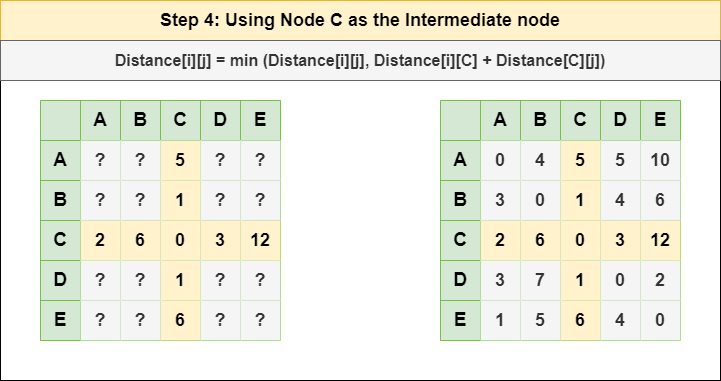 Step 4: Using Node C as the Intermediate node
Distance[i][j] = min (Distance[i][j], Distance[i][C] + Distance[C][j])
A B C D E
A ? ? 5 ? ?
B ? ? 1 ? ?
C 2 6 0 3 12
D ? ? 1 ? ?
E ? ? 6 ? ?
A B C D E
A 0 4 5 5 10
B 3 0 1 4 6
C 2 6 0 3 12
D 3 7 1 0 2
E 1 5 6 4 0